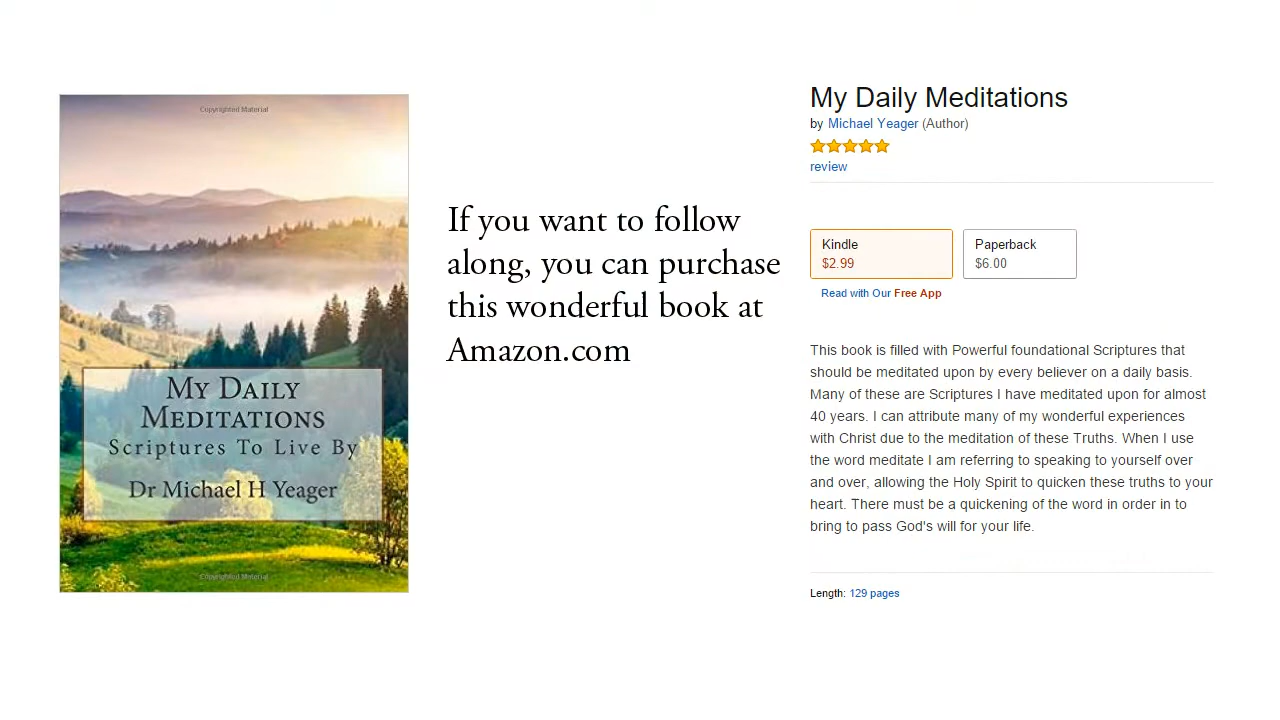 Copyrighted Material
My Daily
Meditations
Scriptures To Live By
Dr Michael H Yeager
Copyrighted Material
If you want to follow
along, you can purchase
this wonderful book at
Amazon.com
My Daily Meditations
by Michael Yeager (Author)
review
Kindle
$2.99
Paperback
$6.00
Read with Our Free App
This book is filled with Powerful foundational Scriptures that
should be meditated upon by every believer on a daily basis.
Many of these are Scriptures I have meditated upon for almost
40 years. I can attribute many of my wonderful experiences
with Christ due to the meditation of these Truths. When I use
the word meditate I am referring to speaking to yourself over
and over, allowing the Holy Spirit to quicken these truths to your
heart. There must be a quickening of the word in order in to
bring to pass God's will for your life.
Length: 129 pages